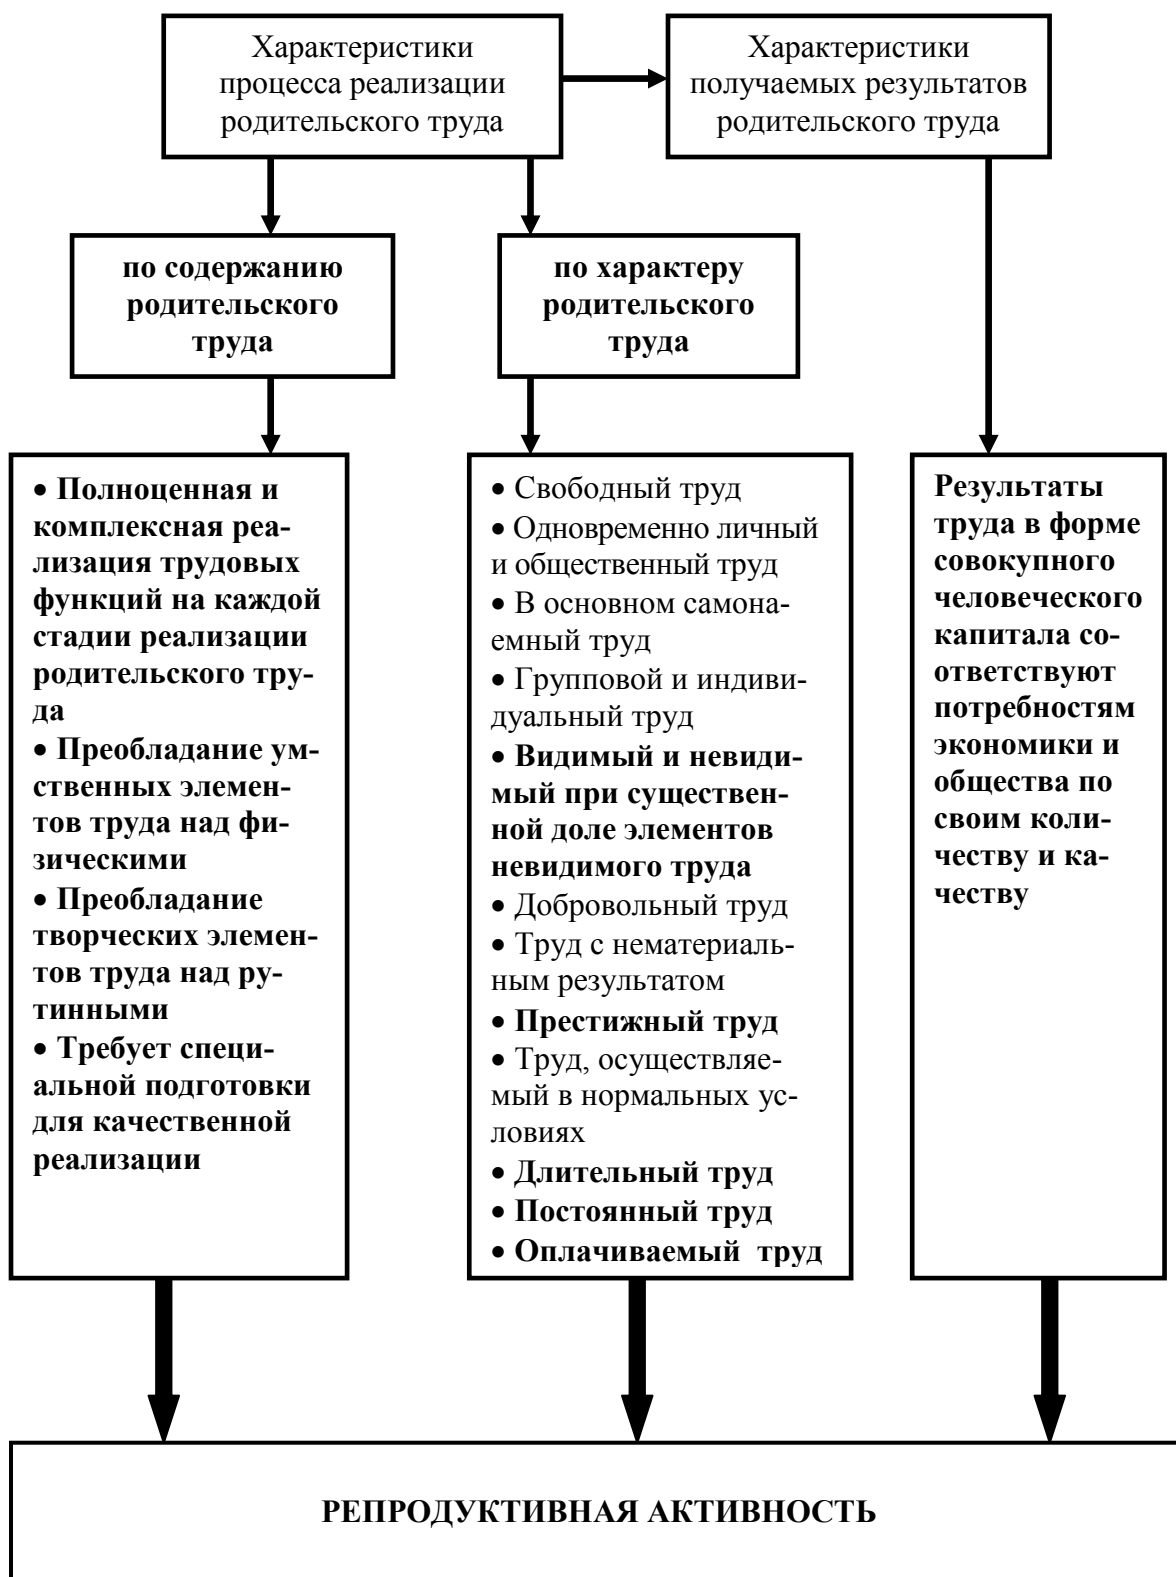 Характеристики
процесса реализации
родительского труда
Характеристики
получаемых результатов
родительского труда
по содержанию
родительского
труда
по характеру
родительского
труда
• Полноценная и
комплексная реа-
лизация трудовых
функций на каждой
стадии реализации
родительского тру-
да
• Преобладание ум-
ственных элемен-
тов труда над фи-
зическими
• Преобладание
творческих элемен-
тов труда над ру-
тинными
• Требует специ-
альной подготовки
для качественной
реализации
• Свободный труд
• Одновременно личный
и общественный труд
• В основном самона-
емный труд
• Групповой и индиви-
дуальный труд
• Видимый и невиди-
мый при существен-
ной доле элементов
невидимого труда
• Добровольный труд
• Труд с нематериаль-
ным результатом
• Престижный труд
• Труд, осуществляе-
мый в нормальных ус-
ловиях
• Длительный труд
• Постоянный труд
• Оплачиваемый труд
Результаты
труда в форме
совокупного
человеческого
капитала со-
ответствуют
потребностям
экономики и
общества по
своим коли-
честву и ка-
честву
РЕПРОДУКТИВНАЯ АКТИВНОСТЬ